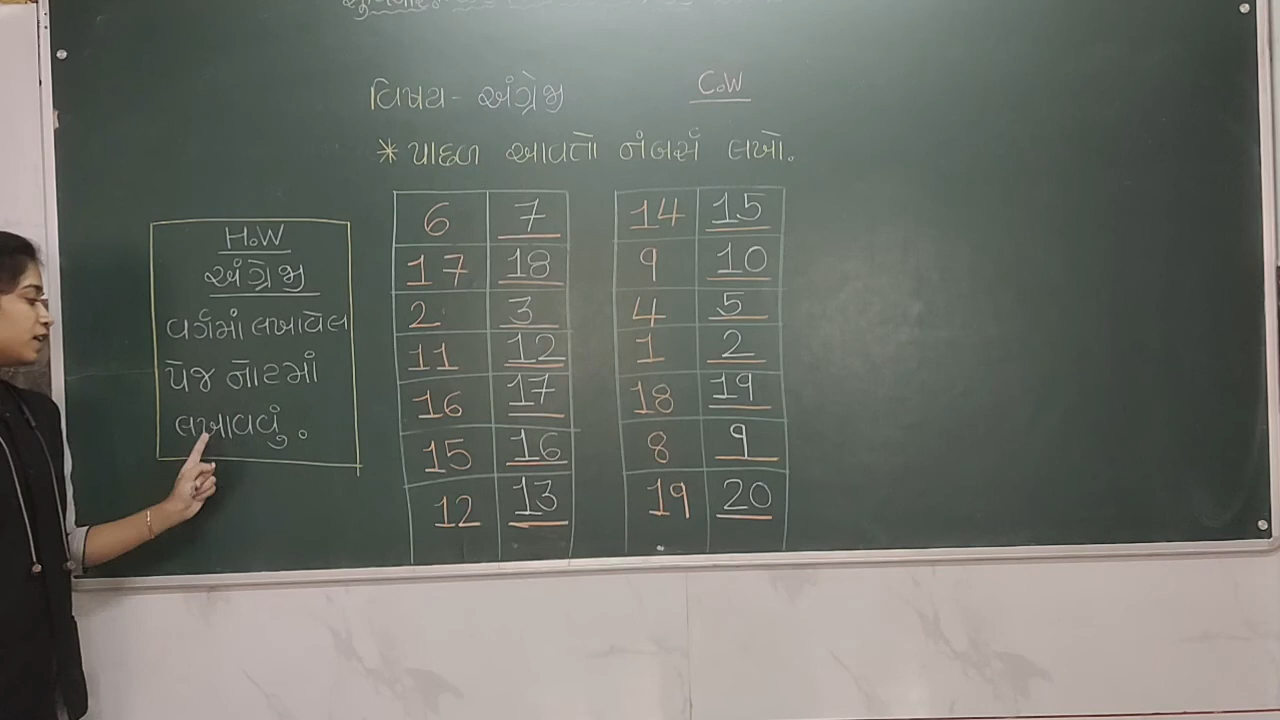 વિષય - અંગ્રેજી C.W
* પાછળ આવતો નંબર્સ લખો.
6 7 14 15
17 18 9 10
2 3 4 5
11 12 1 2
16 17 18 19
15 16 8 9
12 13 19 20
H.W
અંગ્રેજી
વર્ગમાં લખાવેલ
પેજ નોટમાં
લખાવવું.